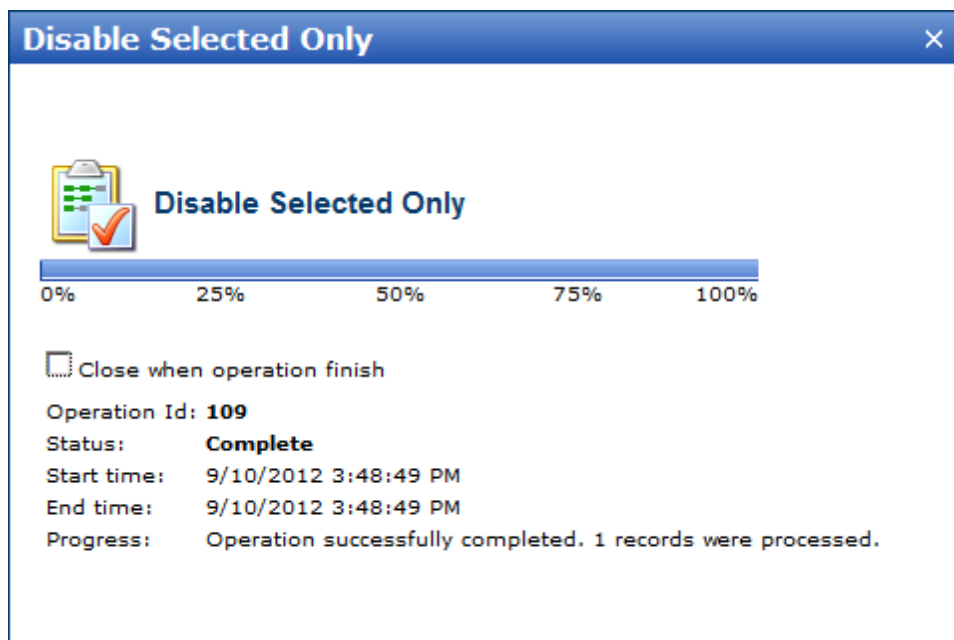 Disable Selected Only
Disable Selected Only
0% 25% 50% 75% 100%
Close when operation finish
Operation Id: 109
Status: Complete
Start time: 9/10/2012 3:48:49 PM
End time: 9/10/2012 3:48:49 PM
Progress: Operation successfully completed. 1 records were processed.